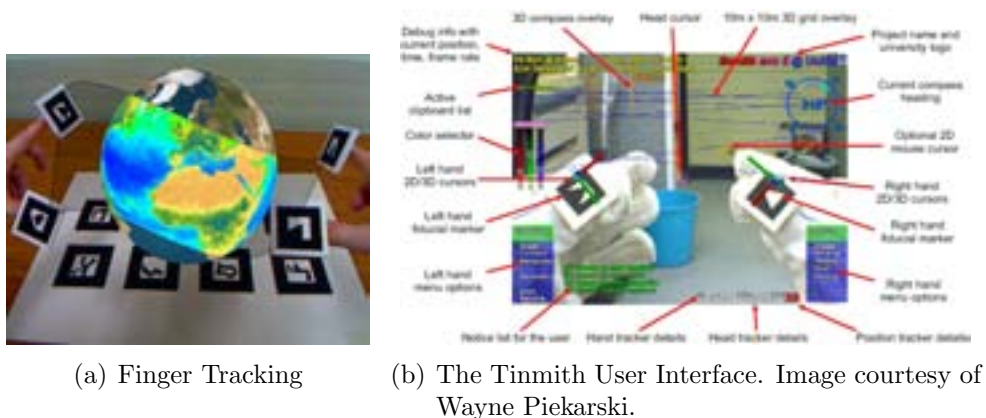 3D compass overlay
Head cursor
10m x 10m 3D grid overlay
Debug info with
current position,
time, frame rate
Project name and
university logo
Active
clipboard list
Current compass
heading
Color selector
Optional 2D
mouse cursor
Left hand
2D/3D cursors
Right hand
2D/3D cursors
Left hand
fiducial marker
Right hand
fiducial marker
Left hand
menu options
Right hand
menu options
Notice list for the user
Hand tracker details
Head tracker details
Position tracker details
(a) Finger Tracking
(b) The Tinmith User Interface. Image courtesy of
Wayne Piekarski.